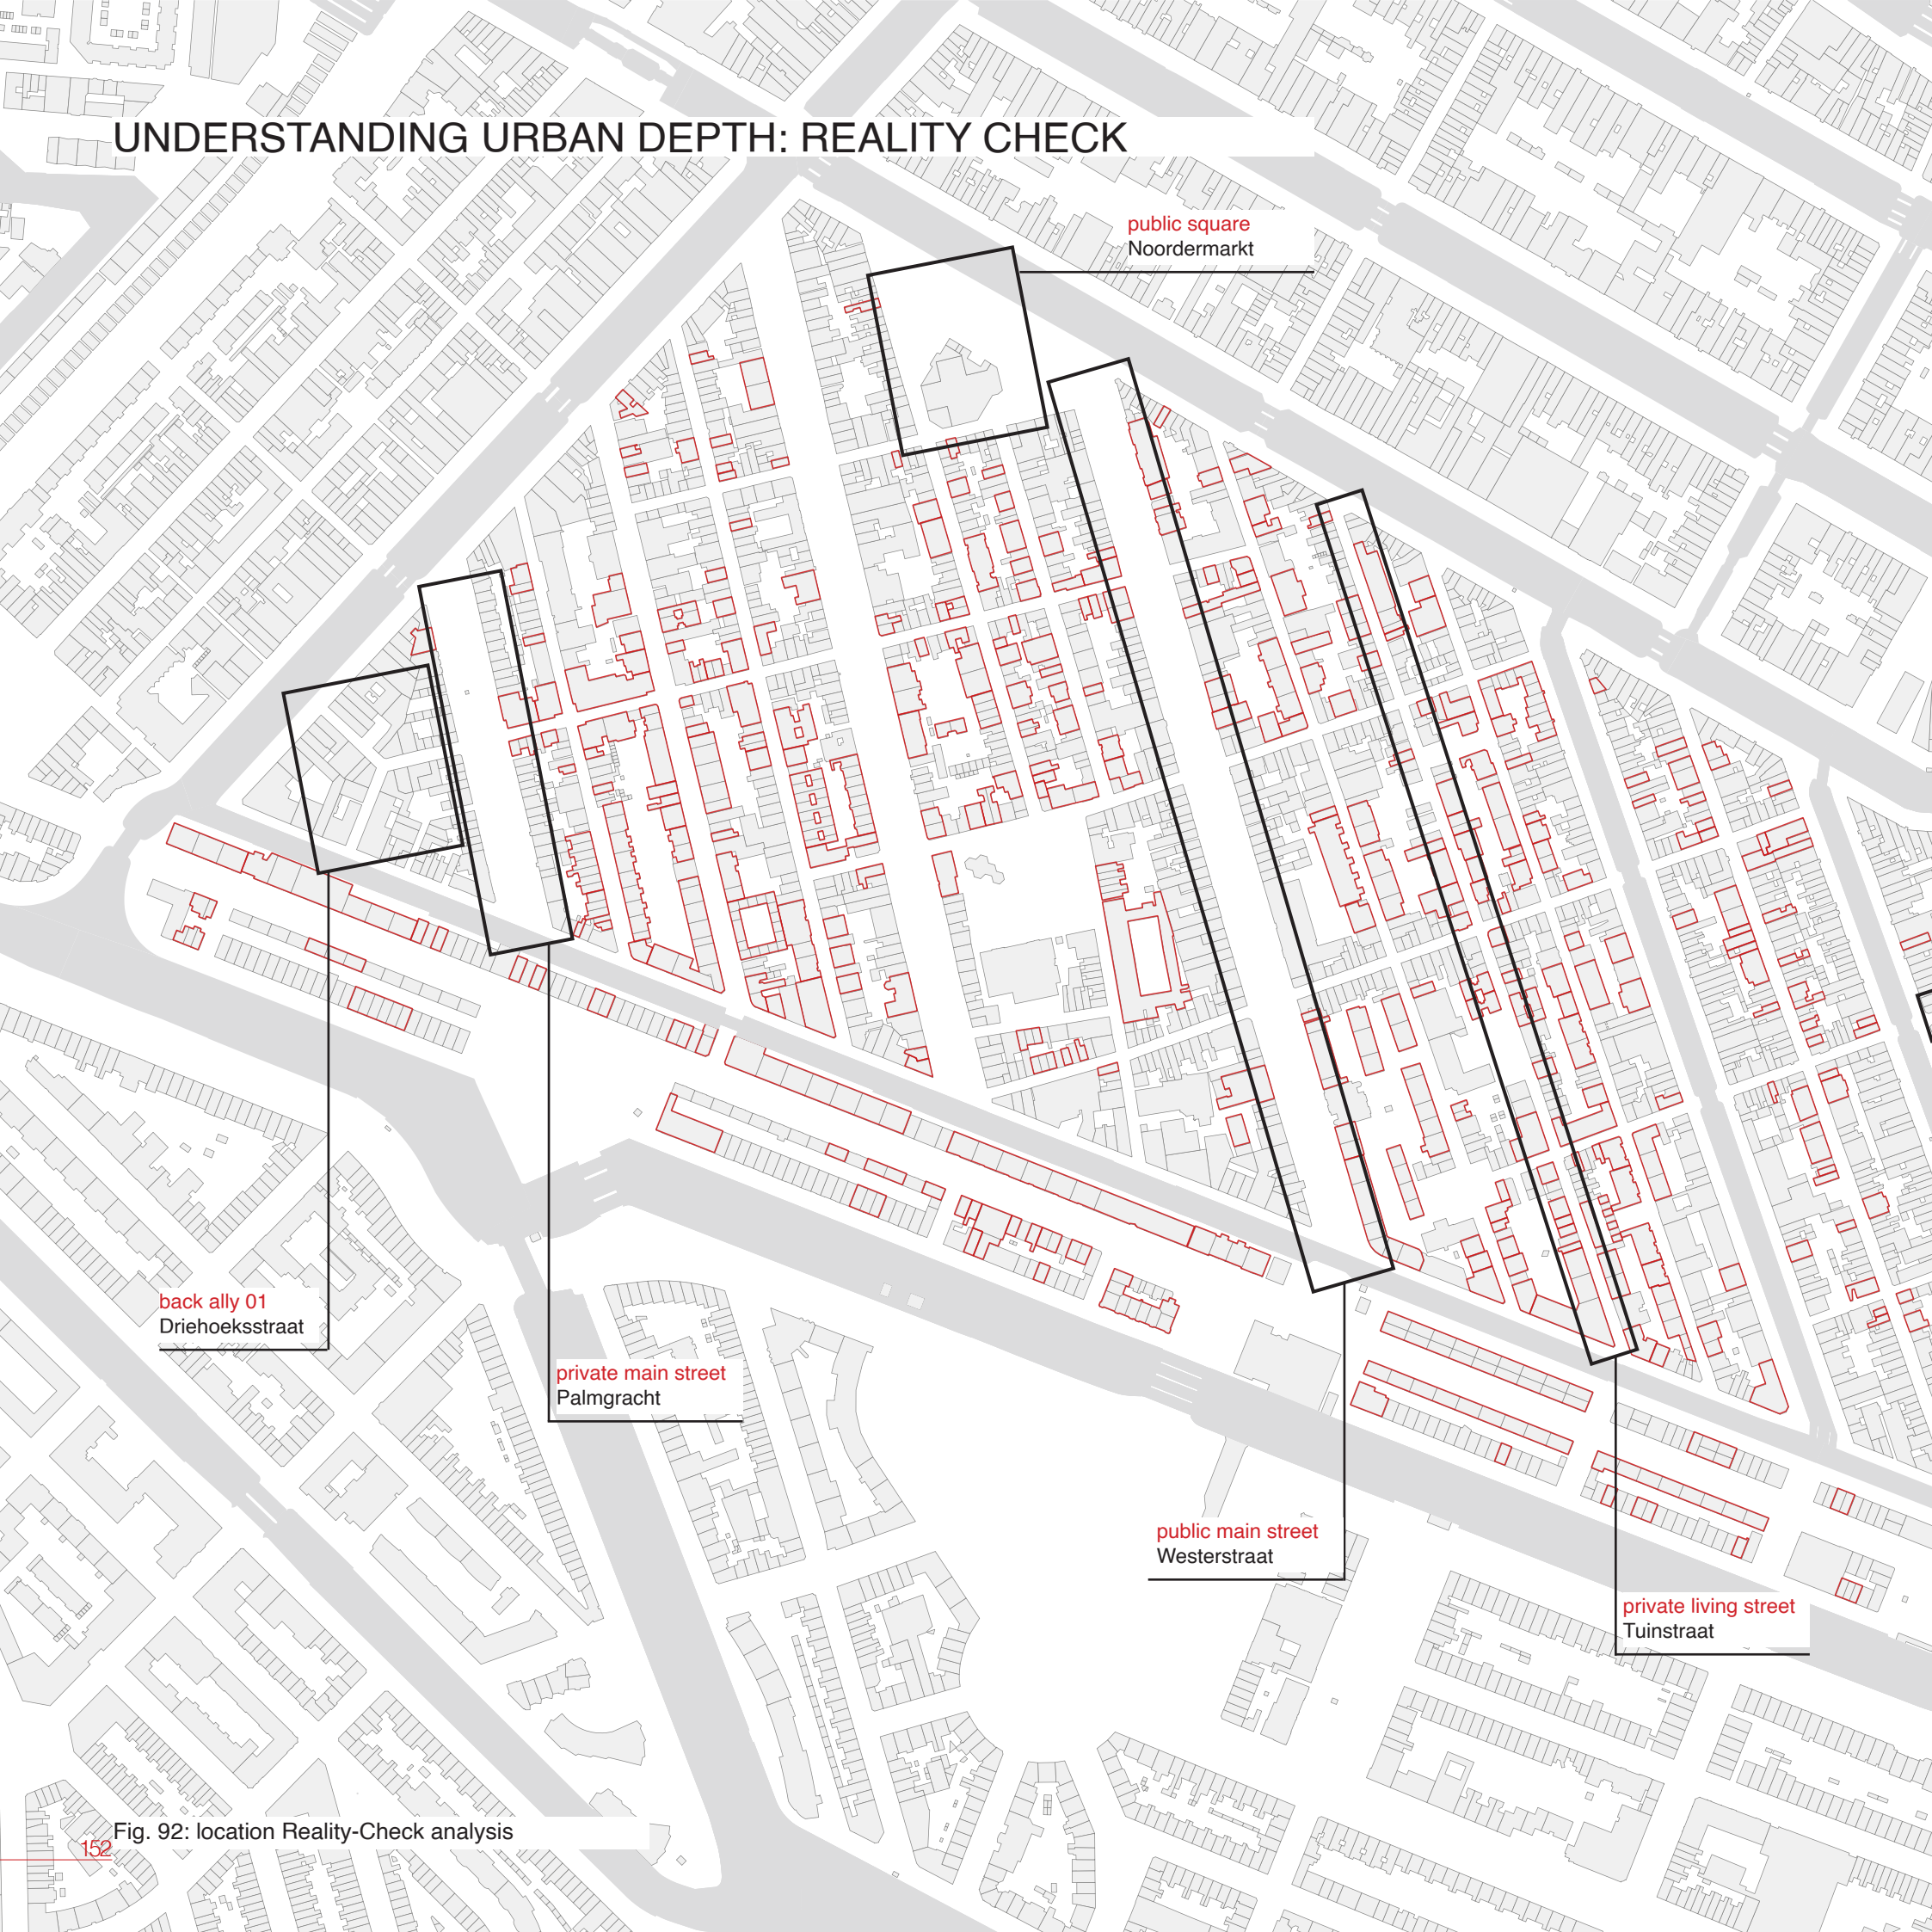 UNDERSTANDING URBAN DEPTH: REALITY CHECK
public square
Noordermarkt
back ally 01
Driehoeksstraat
private main street
Palmgracht
public main street
Westerstraat
private living street
Tuinstraat
Fig. 92: location Reality-Check analysis
152